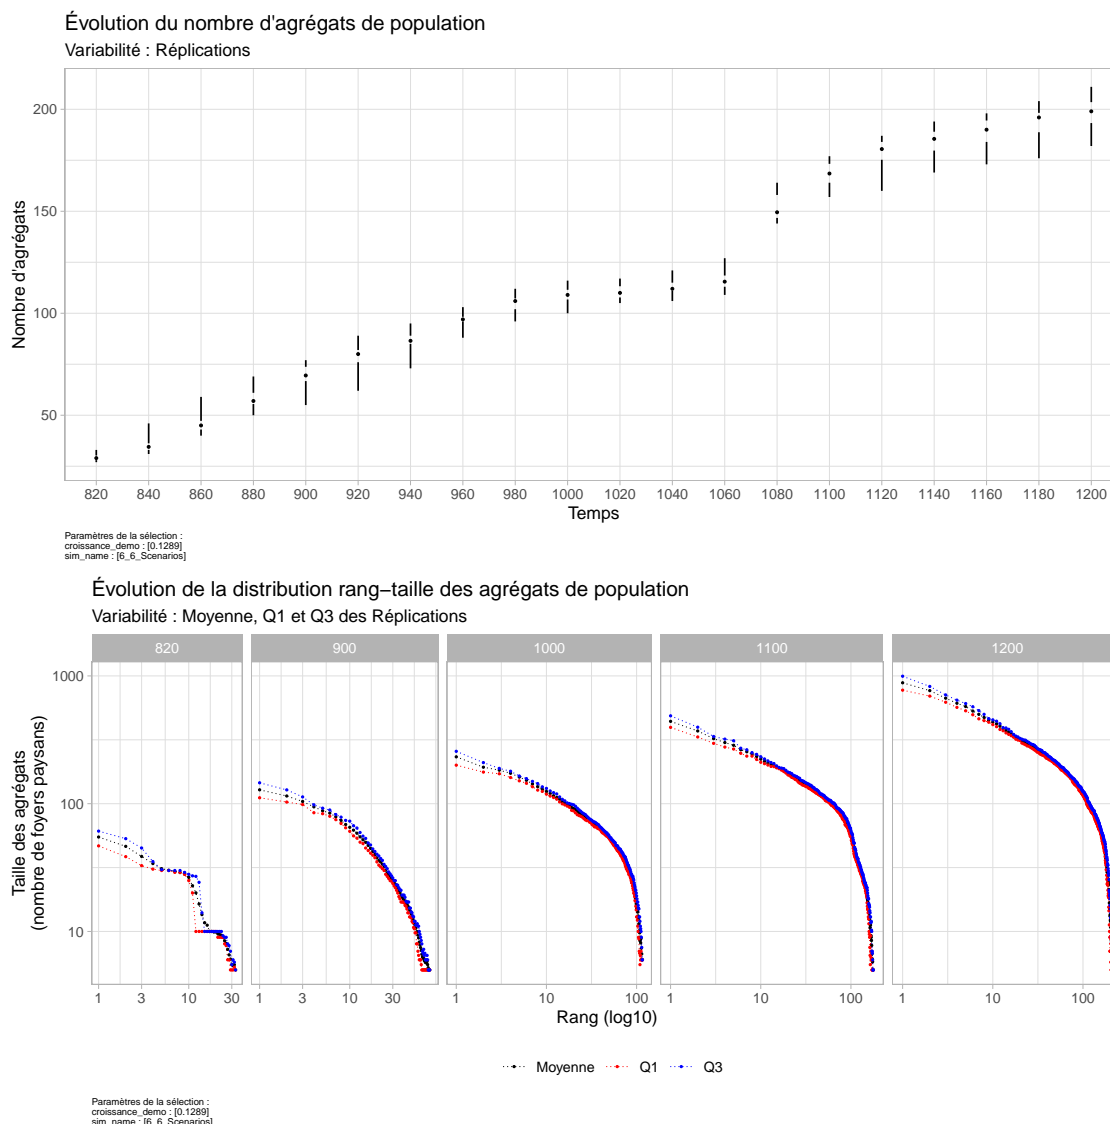 Évolution du nombre d'agrégats de population
Variabilité : Réplications
Nombre d'agrégats
200
150
100
50
820 840 860 880 900 920 940 960 980 1000 1020 1040 1060 1080 1100 1120 1140 1160 1180 1200
Temps
Paramètres de la sélection :
croissance_demo : [0.1289]
sim_name : [6_6_Scenarios]
Évolution de la distribution rang−taille des agrégats de population
Variabilité : Moyenne, Q1 et Q3 des Réplications
820 900 1000 1100 1200
Taille des agrégats
(nombre de foyers paysans)
1000
100
10
1 3 10 30 1 3 10 30 1 10 100 1 10 100 1 10 100
Rang (log10)
Moyenne Q1 Q3
Paramètres de la sélection :
croissance_demo : [0.1289]
sim_name : [6_6_Scenarios]